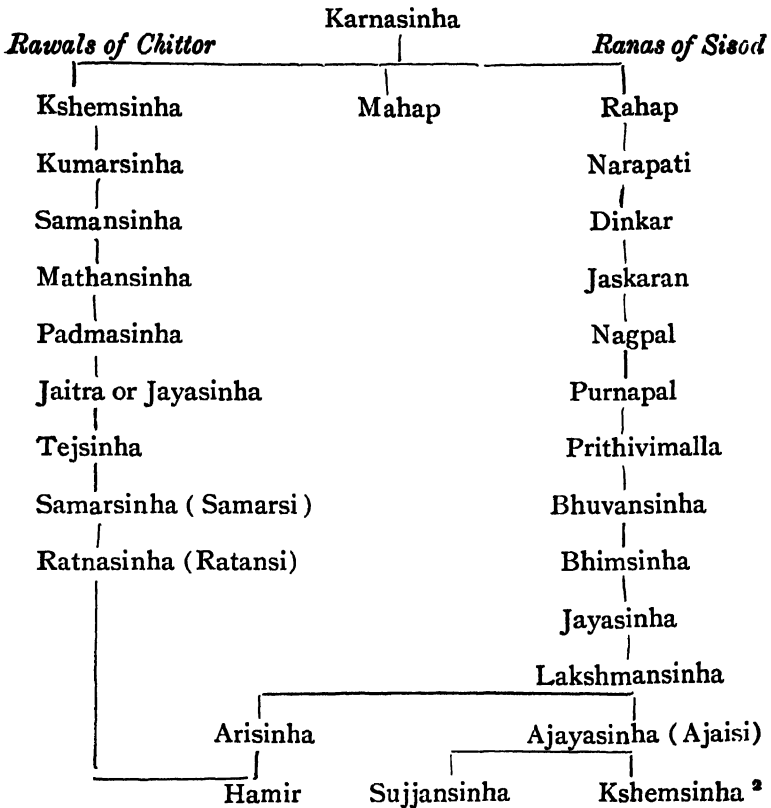 Karnasinha
Rawals of Chittor Ranas of Sisod
Kshemsinha Mahap Rahap
Kumarsinha Narapati
Samansinha Dinkar
Mathansinha Jaskaran
Padmasinha Nagpal
Jaitra or Jayasinha Purnapal
Tejsinha Prithivimalla
Samarsinha ( Samarsi ) Bhuvansinha
Ratnasinha (Ratansi) Bhimsinha
Jayasinha
Lakshmansinha
Arisinha Ajayasinha ( Ajaisi)
Hamir Sujjansinha Kshemsinha ²